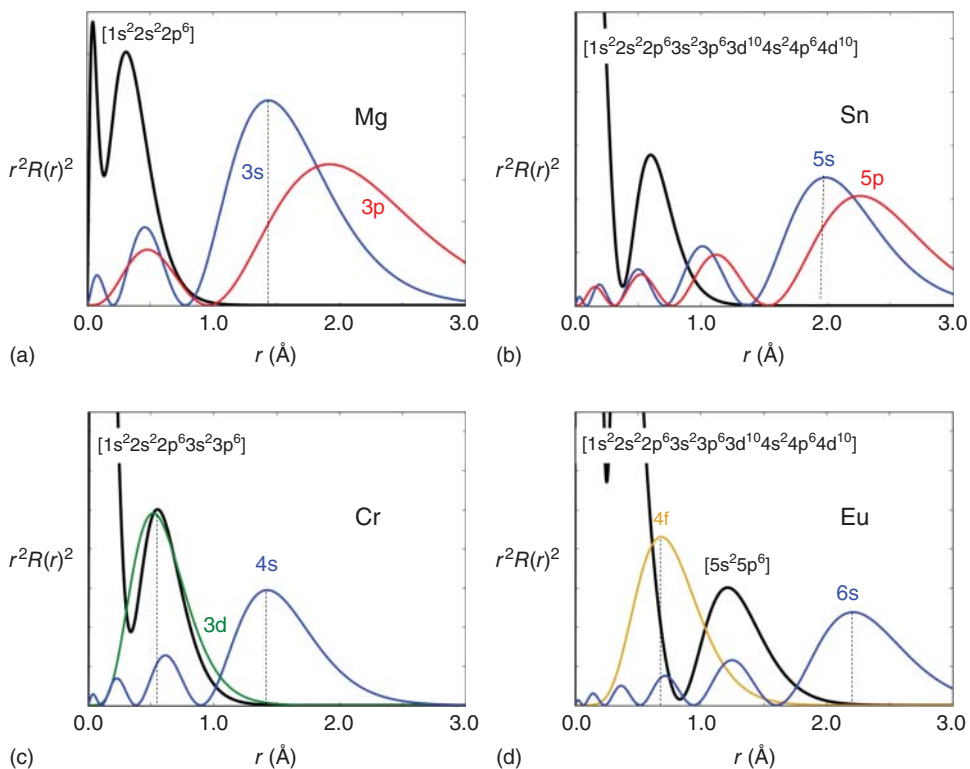 [1s²2s²2p⁶]
Mg
r²R(r)²
3s
3p
0.0 1.0 2.0 3.0
(a) r (Å)
[1s²2s²2p⁶3s²3p⁶3d¹⁰4s²4p⁶4d¹⁰]
Sn
r²R(r)²
5s
5p
0.0 1.0 2.0 3.0
(b) r (Å)
[1s²2s²2p⁶3s²3p⁶]
Cr
r²R(r)²
4s
3d
0.0 1.0 2.0 3.0
(c) r (Å)
[1s²2s²2p⁶3s²3p⁶3d¹⁰4s²4p⁶4d¹⁰]
4f
Eu
r²R(r)²
[5s²5p⁶]
6s
0.0 1.0 2.0 3.0
(d) r (Å)